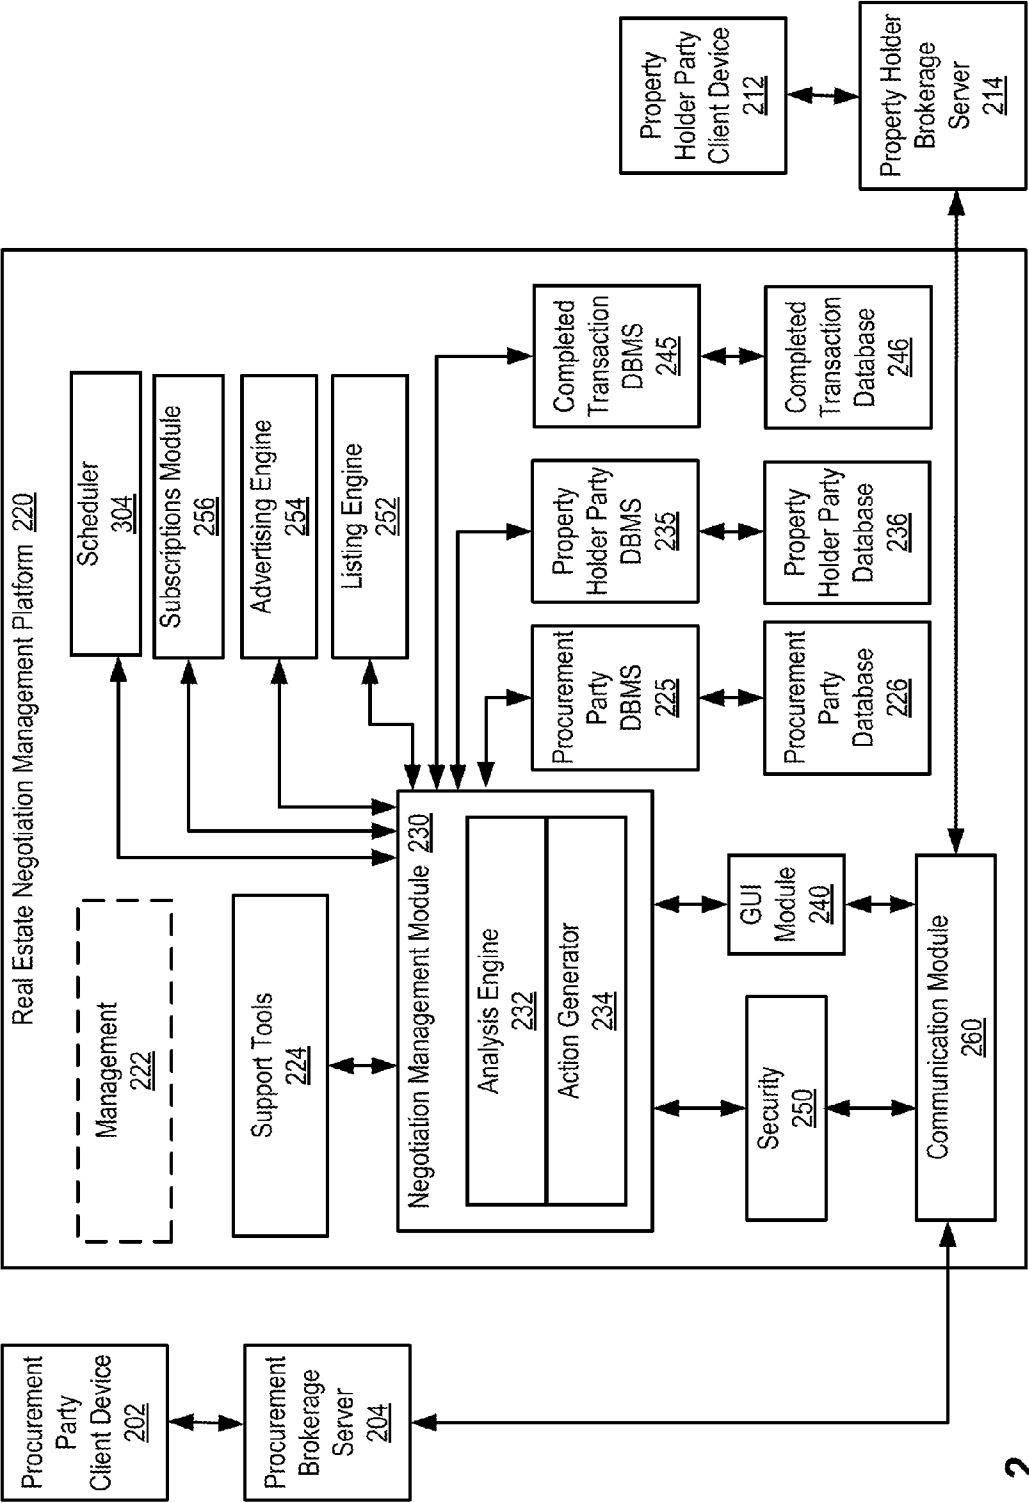 Procurement
Party
Client Device
202
Procurement
Brokerage
Server
204
Real Estate Negotiation Management Platform 220
Management
222
Support Tools
224
Scheduler
304
Subscriptions Module
256
Advertising Engine
254
Listing Engine
252
Negotiation Management Module 230
Analysis Engine
232
Action Generator
234
Procurement
Party
DBMS
225
Property
Holder Party
DBMS
235
Completed
Transaction
DBMS
245
Procurement
Party
Database
226
Property
Holder Party
Database
236
Completed
Transaction
Database
246
Security
250
GUI
Module
240
Communication Module
260
Property
Holder Party
Client Device
212
Property Holder
Brokerage
Server
214
2